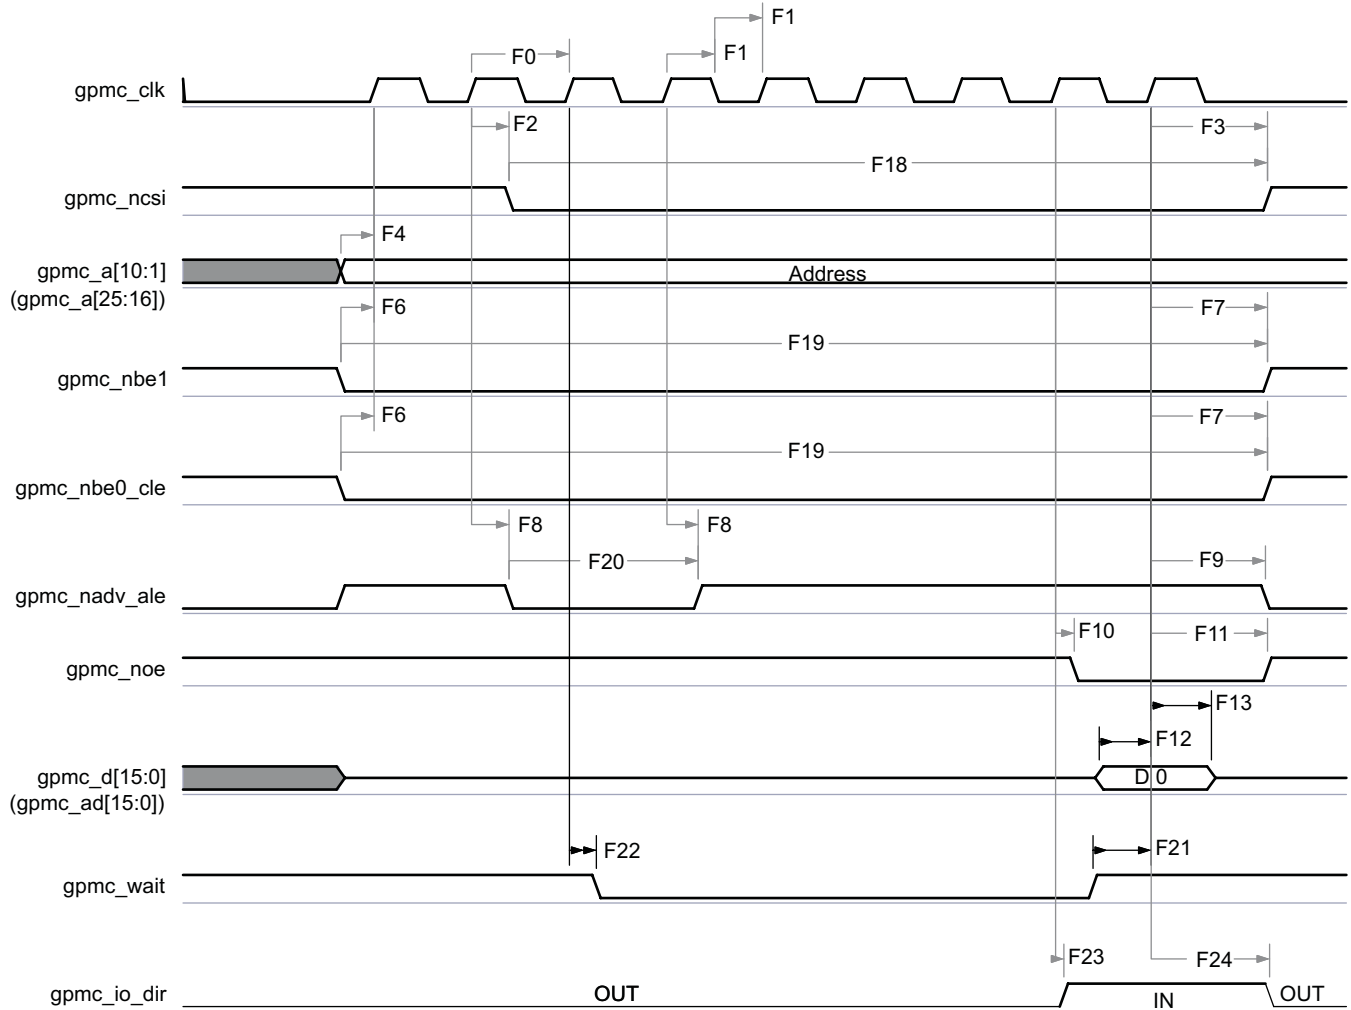 F1
F0
F1
gpmc_clk
F2
F3
F18
gpmc_ncsi
F4
gpmc_a[10:1]
Address
(gpmc_a[25:16])
F6
F7
F19
gpmc_nbe1
F6
F7
F19
gpmc_nbe0_cle
F8
F8
F20
F9
gpmc_nadv_ale
F10
F11
gpmc_noe
F13
F12
gpmc_d[15:0]
D 0
(gpmc_ad[15:0])
F22
F21
gpmc_wait
F23
F24
gpmc_io_dir
OUT
IN
OUT